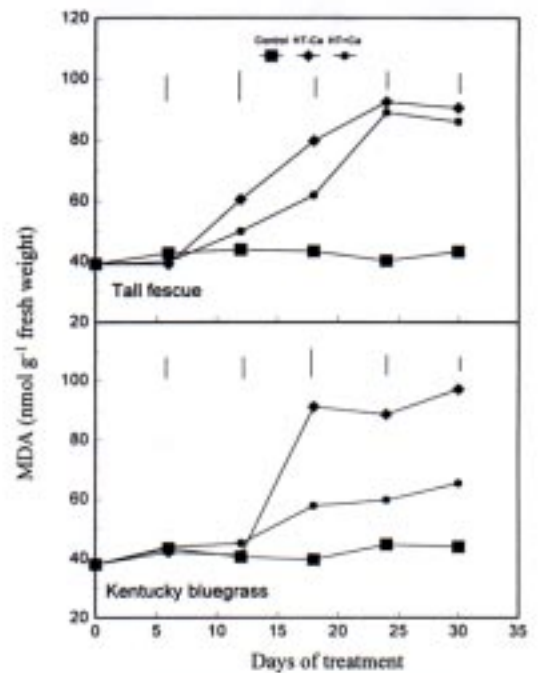 Control HT-Ca HT+Ca
120
100
80
60
40
20
Tall fescue
100
80
60
40
20
Kentucky bluegrass
0 5 10 15 20 25 30 35
Days of treatment
MDA (nmol g⁻¹ fresh weight)